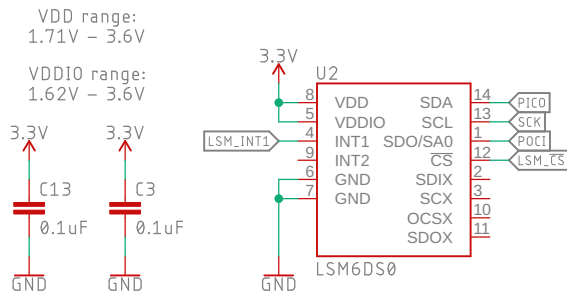 VDD range:
1.71V – 3.6V
VDDIO range:
1.62V – 3.6V
3.3V
C13
0.1uF
GND
3.3V
C3
0.1uF
GND
3.3V
U2
8 VDD SDA 14 PICO
5 VDDIO SCL 13 SCK
LSM_INT1 4 INT1 SDO/SA0 1 POCI
9 INT2 CS 12 LSM_CS
6 GND SDIX 2
7 GND SCX 3
OCSX 10
SDOX 11
LSM6DS0
GND